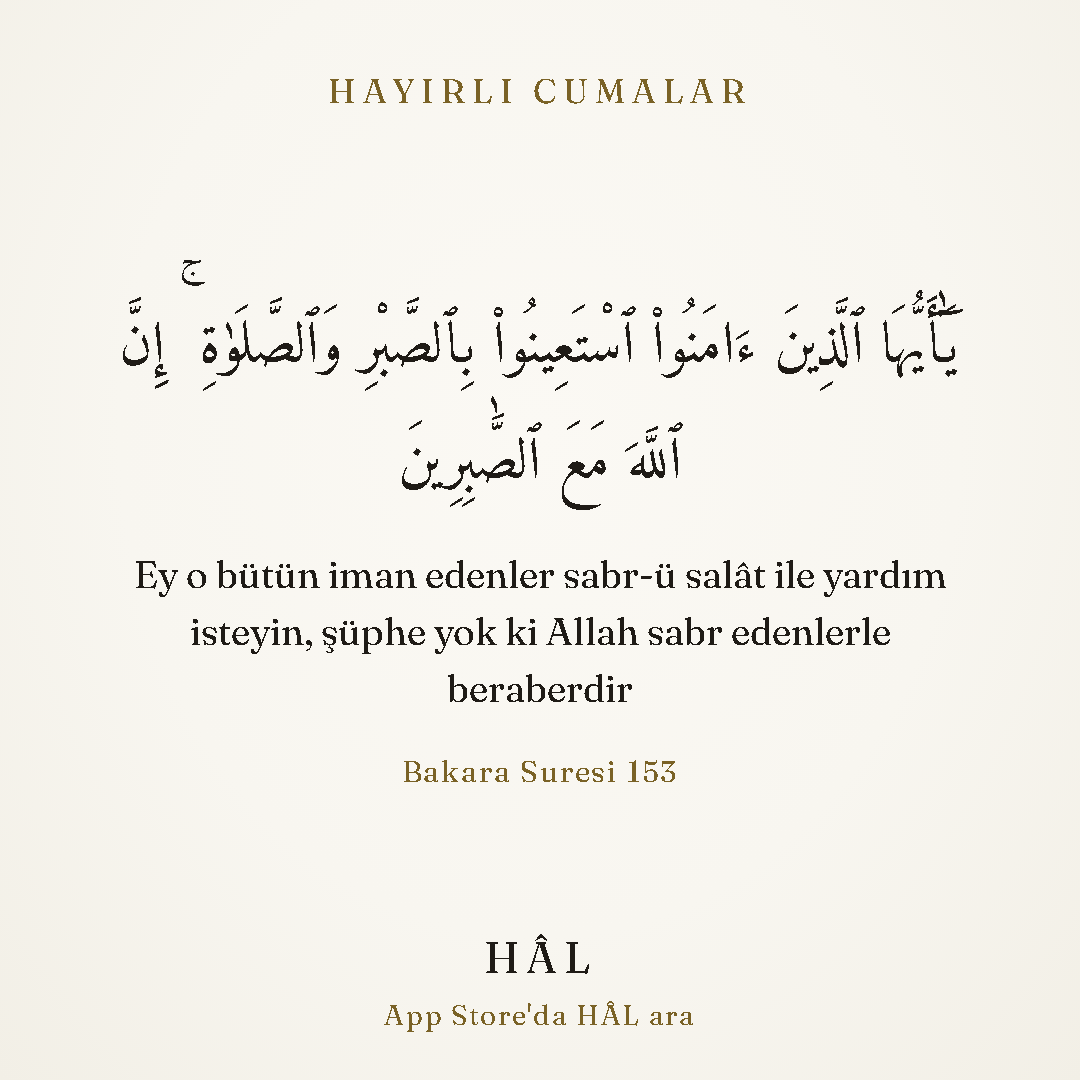 HAYIRLI CUMALAR
يَـٰٓأَيُّهَا ٱلَّذِينَ ءَامَنُوا۟ ٱسْتَعِينُوا۟ بِٱلصَّبْرِ وَٱلصَّلَوٰةِ ۚ إِنَّ
ٱللَّهَ مَعَ ٱلصَّـٰبِرِينَ
Ey o bütün iman edenler sabr-ü salât ile yardım
isteyin, şüphe yok ki Allah sabr edenlerle
beraberdir
Bakara Suresi 153
HÂL
App Store'da HÂL ara